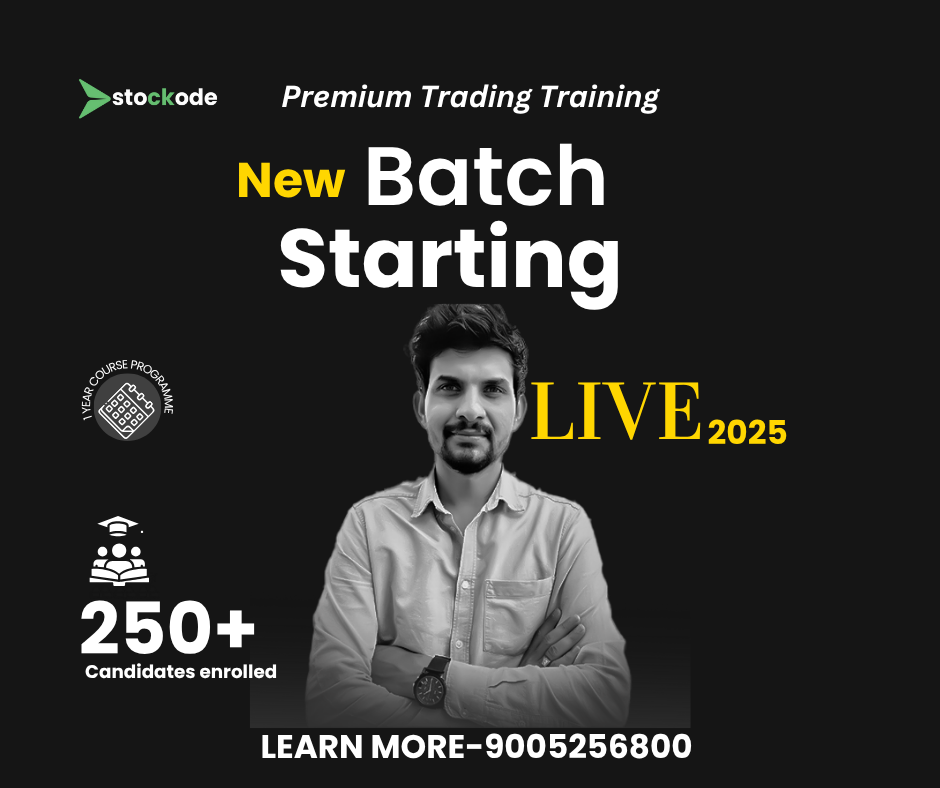 stockode
Premium Trading Training
New Batch
Starting
1 YEAR COURSE PROGRAMME
LIVE 2025
250+
Candidates enrolled
LEARN MORE-9005256800